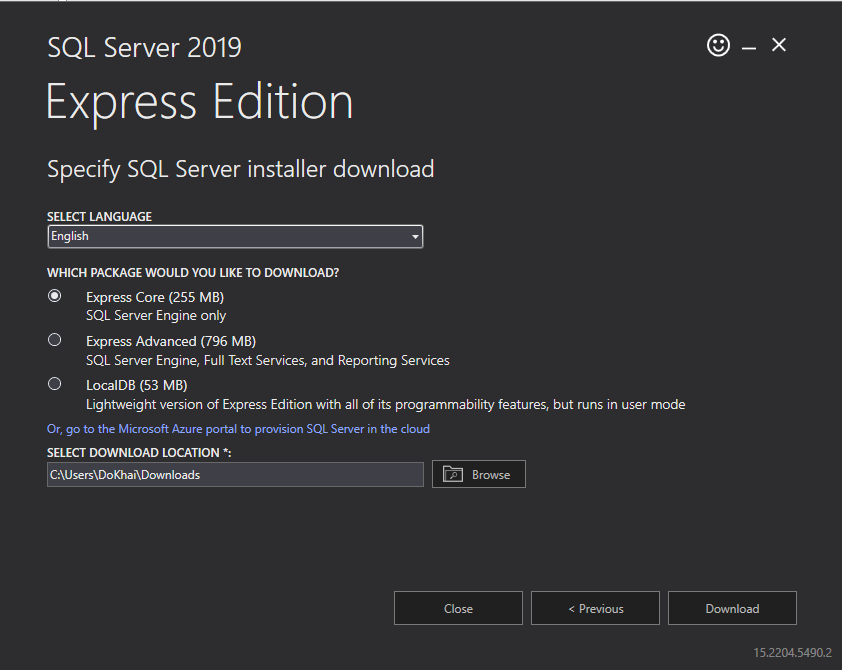 SQL Server 2019
Express Edition
Specify SQL Server installer download
SELECT LANGUAGE
English
WHICH PACKAGE WOULD YOU LIKE TO DOWNLOAD?
Express Core (255 MB)
SQL Server Engine only
Express Advanced (796 MB)
SQL Server Engine, Full Text Services, and Reporting Services
LocalDB (53 MB)
Lightweight version of Express Edition with all of its programmability features, but runs in user mode
Or, go to the Microsoft Azure portal to provision SQL Server in the cloud
SELECT DOWNLOAD LOCATION *:
C:\Users\DoKhai\Downloads
Browse
Close
< Previous
Download
15.2204.5490.2